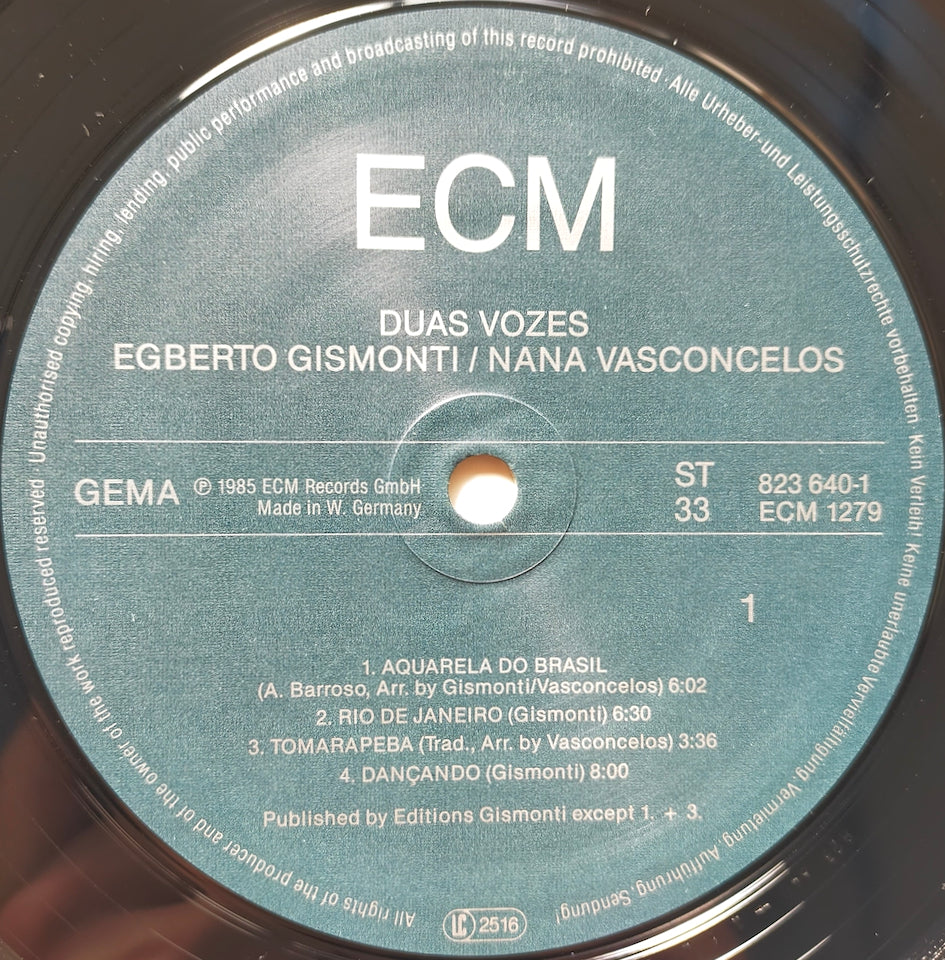 All rights of the producer and of the owner of the work reproduced reserved Unauthorised copying, hiring, lending, public performance and broadcasting of this record prohibited · Alle Urheber- und Leistungsschutzrechte vorbehalten Kein Verleih! Keine unerlaubte Vervielfältigung, Vermietung, Aufführung, Sendung!
ECM
DUAS VOZES
EGBERTO GISMONTI / NANA VASCONCELOS
GEMA ℗ 1985 ECM Records GmbH
Made in W. Germany
ST
33
823 640-1
ECM 1279
1
1. AQUARELA DO BRASIL
(A. Barroso, Arr. by Gismonti/Vasconcelos) 6:02
2. RIO DE JANEIRO (Gismonti) 6:30
3. TOMARAPEBA (Trad., Arr. by Vasconcelos) 3:36
4. DANÇANDO (Gismonti) 8:00
Published by Editions Gismonti except 1. + 3.
LC 2516